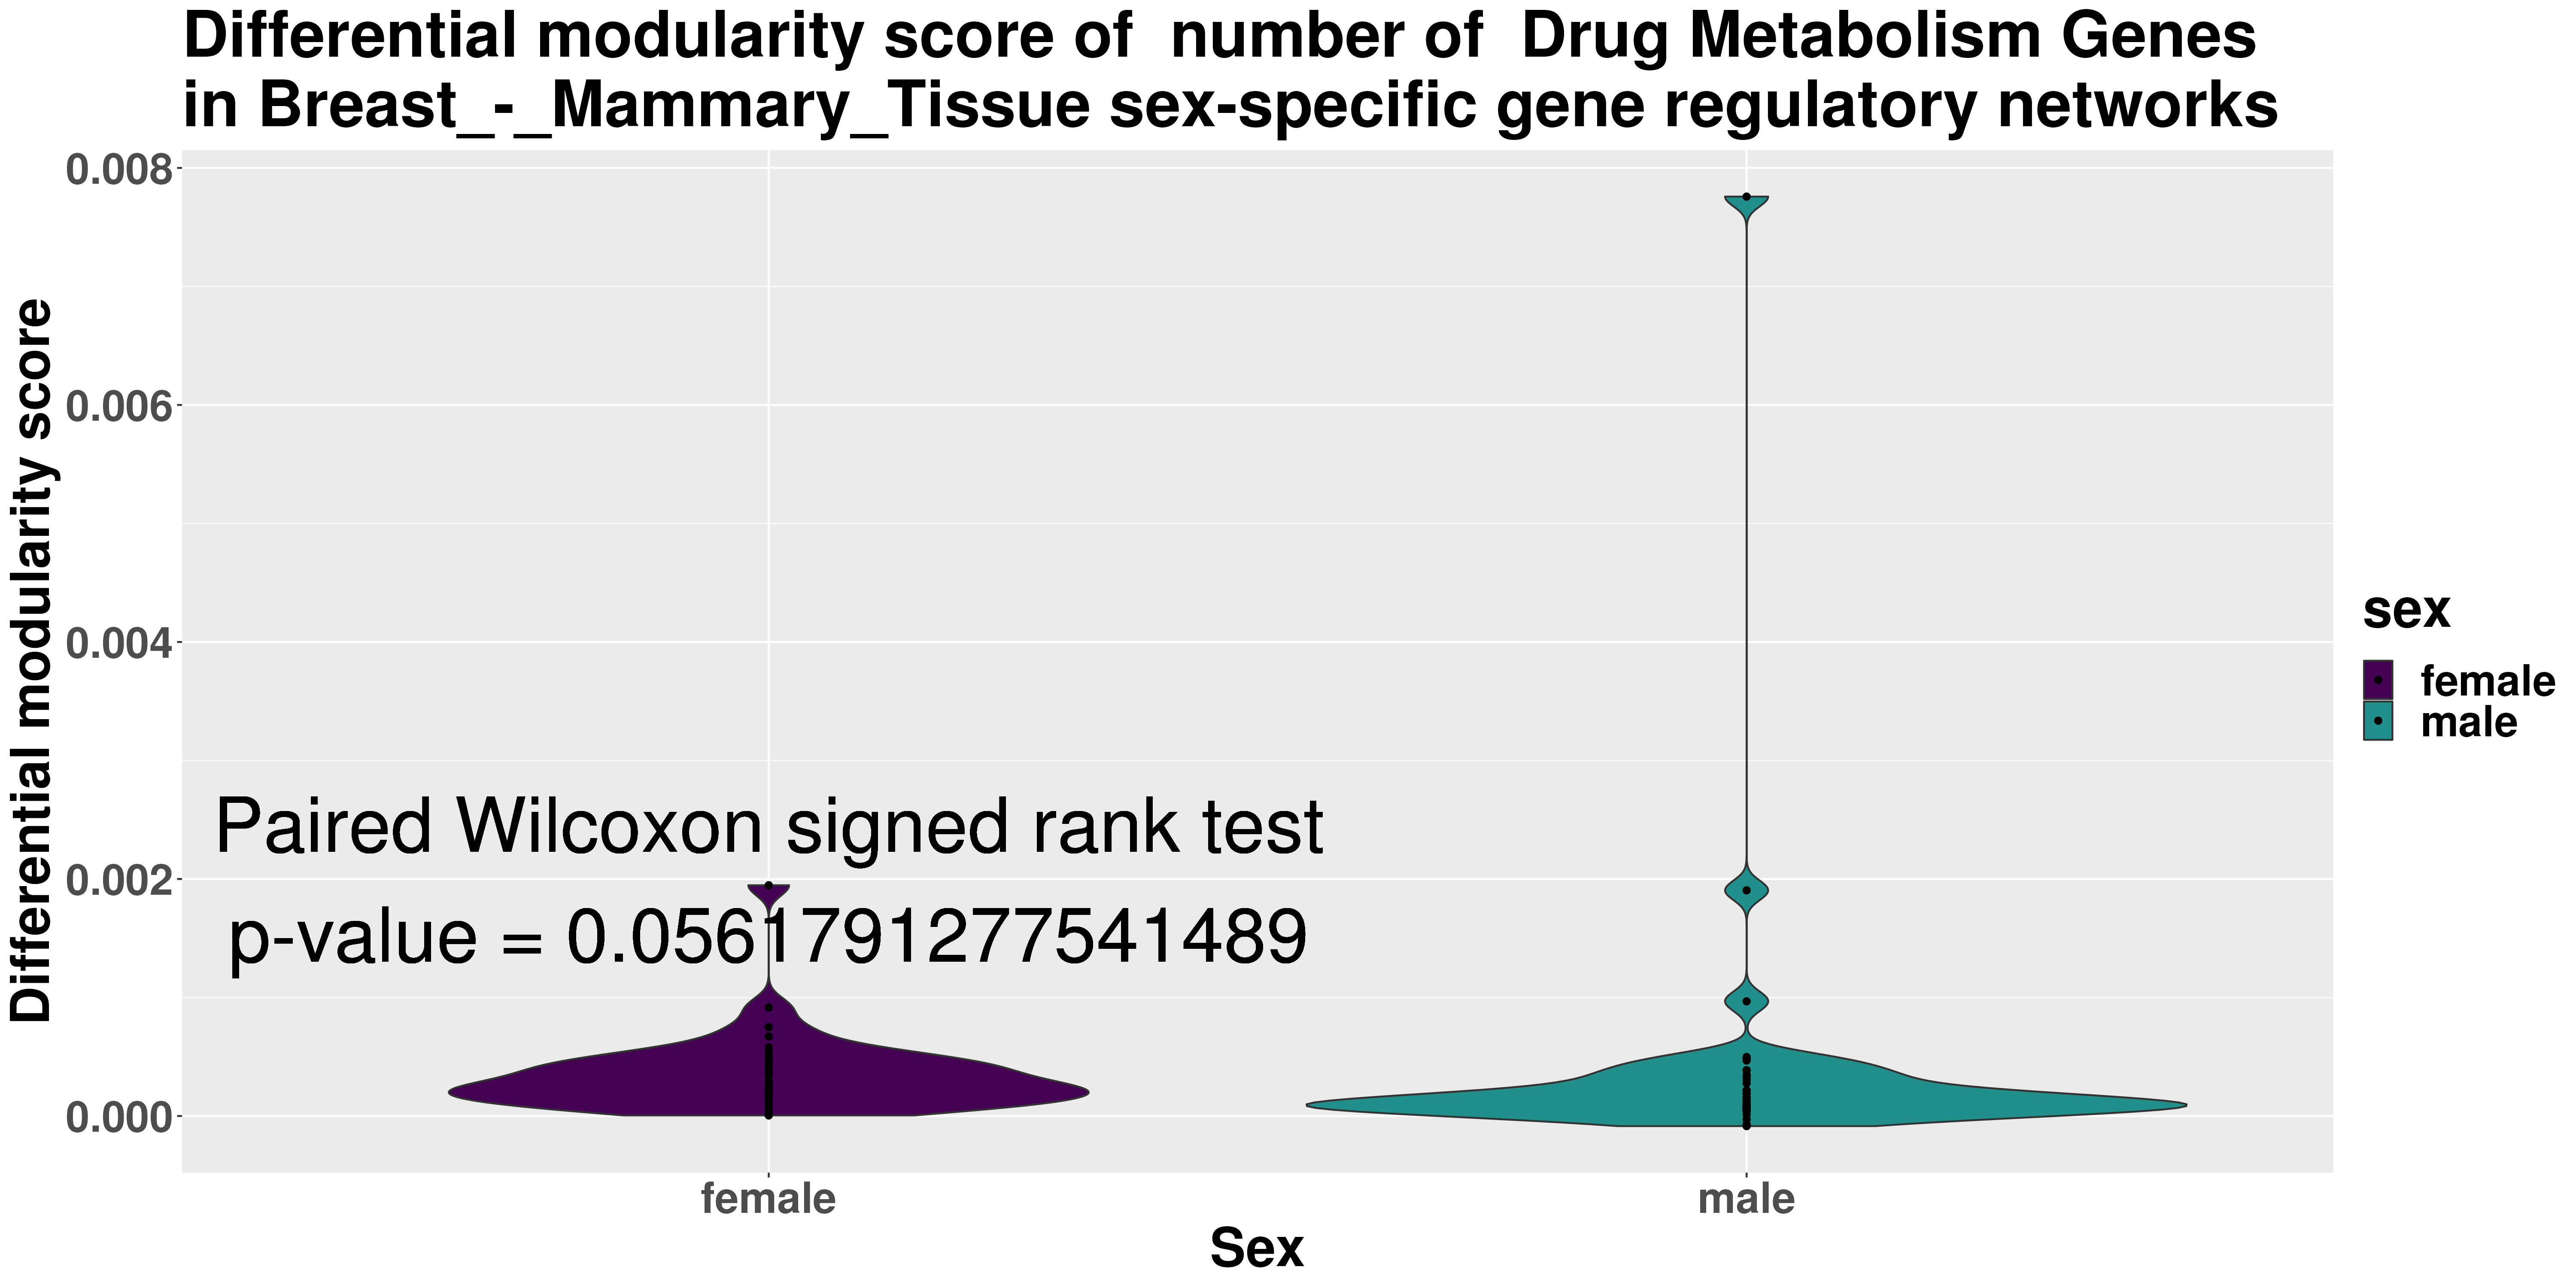 Differential modularity score of  number of  Drug Metabolism Genes
in Breast_-_Mammary_Tissue sex-specific gene regulatory networks
Differential modularity score
0.008
0.006
0.004
0.002
0.000
Paired Wilcoxon signed rank test
p-value = 0.0561791277541489
female
male
Sex
sex
female
male